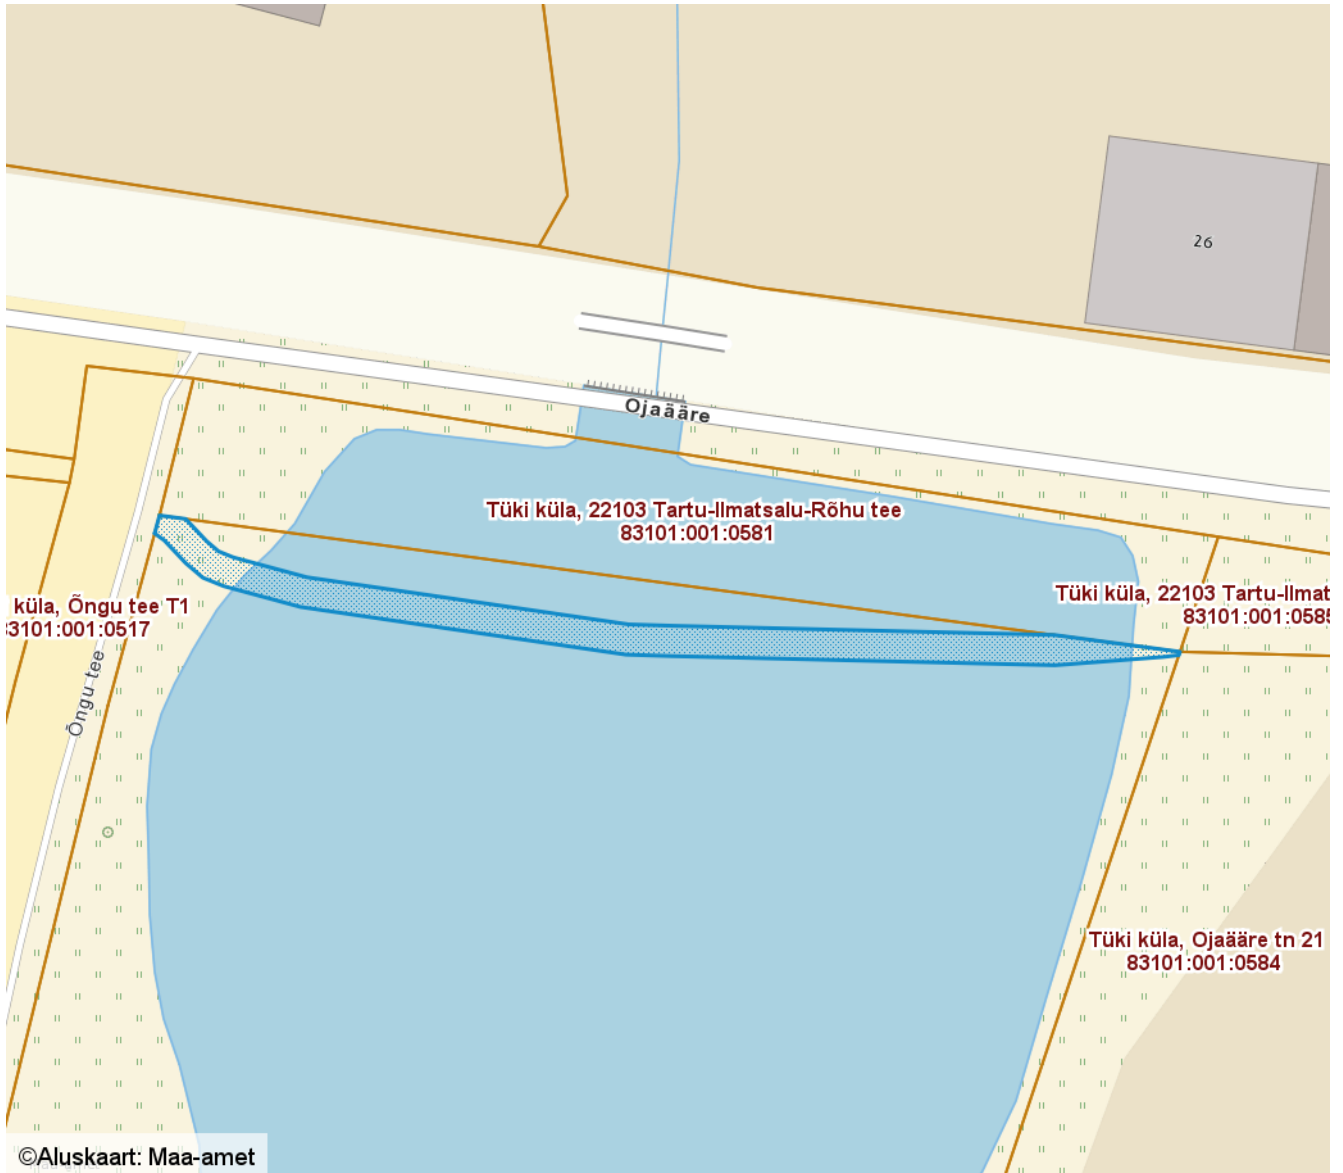 26
Ojaääre
Tüki küla, 22103 Tartu-Ilmatsalu-Rõhu tee
83101:001:0581
Tüki küla, 22103 Tartu-Ilmat
83101:001:0585
küla, Õngu tee T1
83101:001:0517
Õngu tee
Tüki küla, Ojaääre tn 21
83101:001:0584
©Aluskaart: Maa-amet